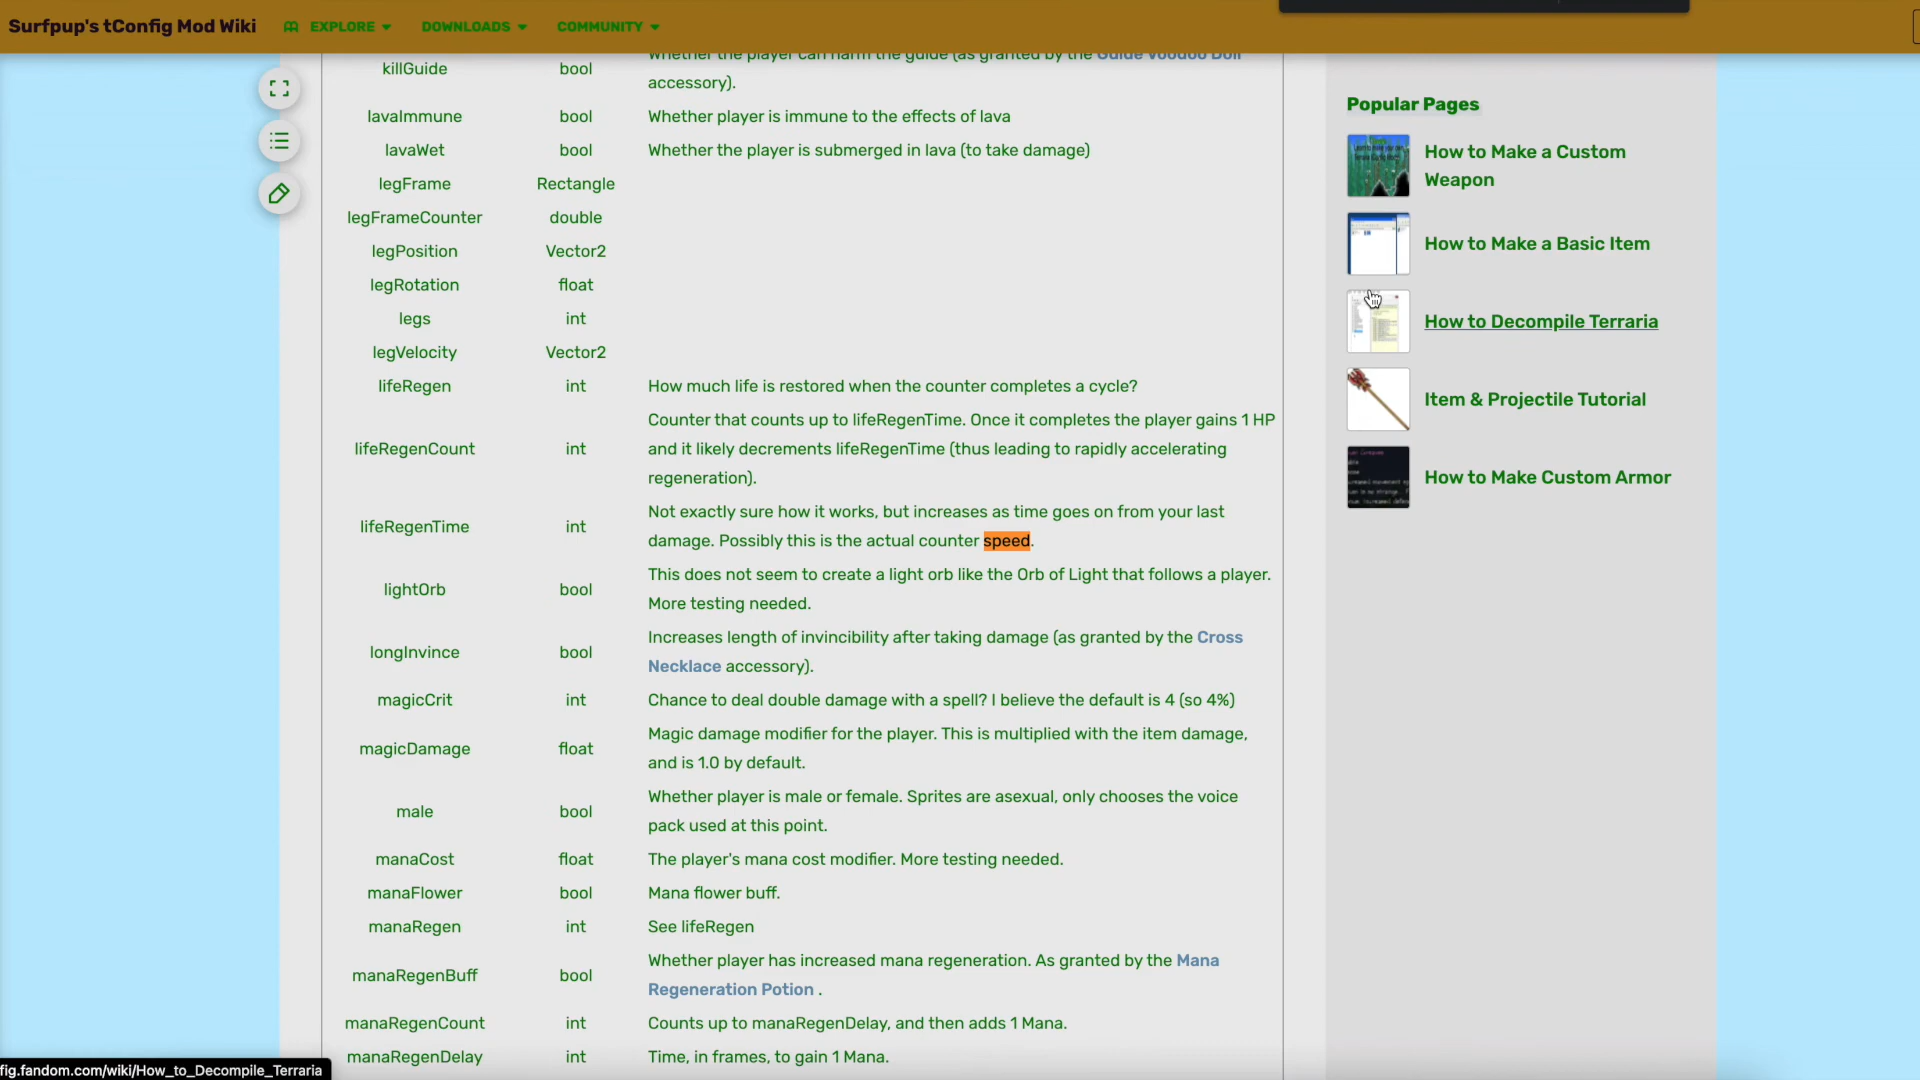 Surfpup's tConfig Mod Wiki
EXPLORE
DOWNLOADS
COMMUNITY
killGuide bool Whether the player can harm the guide (as granted by the Guide Voodoo Doll
accessory).
lavaImmune bool Whether player is immune to the effects of lava
lavaWet bool Whether the player is submerged in lava (to take damage)
legFrame Rectangle
legFrameCounter double
legPosition Vector2
legRotation float
legs int
legVelocity Vector2
lifeRegen int How much life is restored when the counter completes a cycle?
lifeRegenCount int Counter that counts up to lifeRegenTime. Once it completes the player gains 1 HP
and it likely decrements lifeRegenTime (thus leading to rapidly accelerating
regeneration).
lifeRegenTime int Not exactly sure how it works, but increases as time goes on from your last
damage. Possibly this is the actual counter speed.
lightOrb bool This does not seem to create a light orb like the Orb of Light that follows a player.
More testing needed.
longInvince bool Increases length of invincibility after taking damage (as granted by the Cross
Necklace accessory).
magicCrit int Chance to deal double damage with a spell? I believe the default is 4 (so 4%)
magicDamage float Magic damage modifier for the player. This is multiplied with the item damage,
and is 1.0 by default.
male bool Whether player is male or female. Sprites are asexual, only chooses the voice
pack used at this point.
manaCost float The player's mana cost modifier. More testing needed.
manaFlower bool Mana flower buff.
manaRegen int See lifeRegen
manaRegenBuff bool Whether player has increased mana regeneration. As granted by the Mana
Regeneration Potion .
manaRegenCount int Counts up to manaRegenDelay, and then adds 1 Mana.
manaRegenDelay int Time, in frames, to gain 1 Mana.
Popular Pages
How to Make a Custom
Weapon
How to Make a Basic Item
How to Decompile Terraria
Item & Projectile Tutorial
How to Make Custom Armor
fig.fandom.com/wiki/How_to_Decompile_Terraria